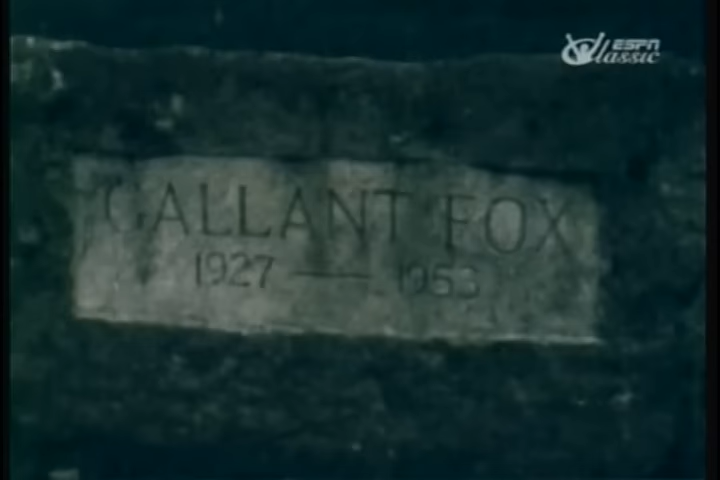 ESPN
Classic
GALLANT FOX
1927 — 1953